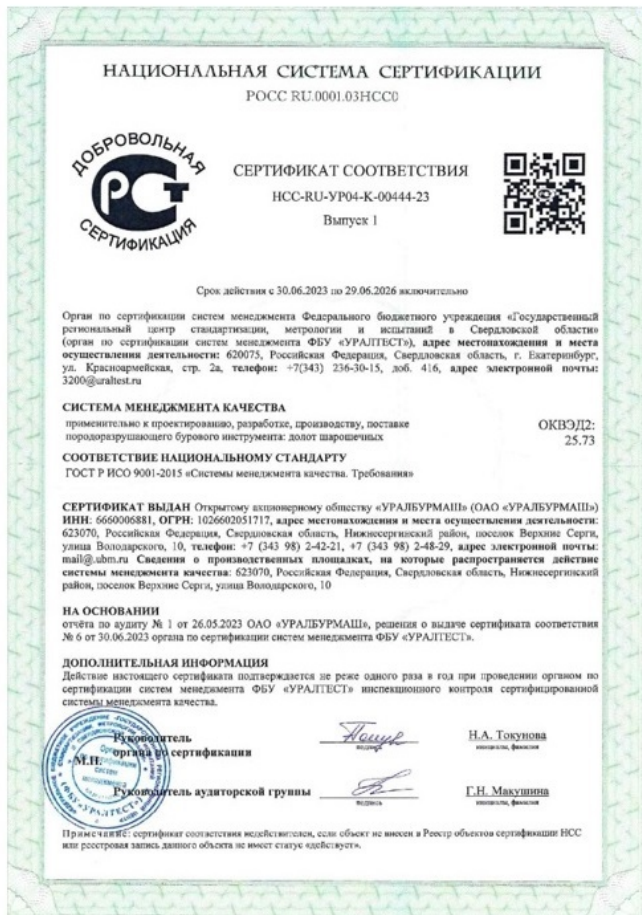 НАЦИОНАЛЬНАЯ СИСТЕМА СЕРТИФИКАЦИИ
РОСС RU.0001.03НСС0
ДОБРОВОЛЬНАЯ
РСТ
СЕРТИФИКАЦИЯ
СЕРТИФИКАТ СООТВЕТСТВИЯ
НСС-RU-УР04-К-00444-23
Выпуск 1
Срок действия с 30.06.2023 по 29.06.2026 включительно
Орган по сертификации систем менеджмента Федерального бюджетного учреждения «Государственный
региональный центр стандартизации, метрологии и испытаний в Свердловской области»
(орган по сертификации систем менеджмента ФБУ «УРАЛТЕСТ»), адрес местонахождения и места
осуществления деятельности: 620075, Российская Федерация, Свердловская область, г. Екатеринбург,
ул. Красноармейская, стр. 2а, телефон: +7(343) 236-30-15, доб. 416, адрес электронной почты:
3200@uraltest.ru
СИСТЕМА МЕНЕДЖМЕНТА КАЧЕСТВА
применительно к проектированию, разработке, производству, поставке
породоразрушающего бурового инструмента: долот шарошечных
ОКВЭД2:
25.73
СООТВЕТСТВИЕ НАЦИОНАЛЬНОМУ СТАНДАРТУ
ГОСТ Р ИСО 9001-2015 «Системы менеджмента качества. Требования»
СЕРТИФИКАТ ВЫДАН Открытому акционерному обществу «УРАЛБУРМАШ» (ОАО «УРАЛБУРМАШ»)
ИНН: 6660006881, ОГРН: 1026602051717, адрес местонахождения и места осуществления деятельности:
623070, Российская Федерация, Свердловская область, Нижнесергинский район, поселок Верхние Серги,
улица Володарского, 10, телефон: +7 (343 98) 2-42-21, +7 (343 98) 2-48-29, адрес электронной почты:
mail@.ubm.ru Сведения о производственных площадках, на которые распространяется действие
системы менеджмента качества: 623070, Российская Федерация, Свердловская область, Нижнесергинский
район, поселок Верхние Серги, улица Володарского, 10
НА ОСНОВАНИИ
отчёта по аудиту № 1 от 26.05.2023 ОАО «УРАЛБУРМАШ», решения о выдаче сертификата соответствия
№ 6 от 30.06.2023 органа по сертификации систем менеджмента ФБУ «УРАЛТЕСТ».
ДОПОЛНИТЕЛЬНАЯ ИНФОРМАЦИЯ
Действие настоящего сертификата подтверждается не реже одного раза в год при проведении органом по
сертификации систем менеджмента ФБУ «УРАЛТЕСТ» инспекционного контроля сертифицированной
системы менеджмента качества.
Руководитель
органа по сертификации
подпись
Н.А. Токунова
инициалы, фамилия
М.П.
Руководитель аудиторской группы
подпись
Г.Н. Макушина
инициалы, фамилия
ФБУ «УРАЛТЕСТ»
Примечание: сертификат соответствия недействителен, если объект не внесен в Реестр объектов сертификации НСС
или реестровая запись данного объекта не имеет статус «действует».